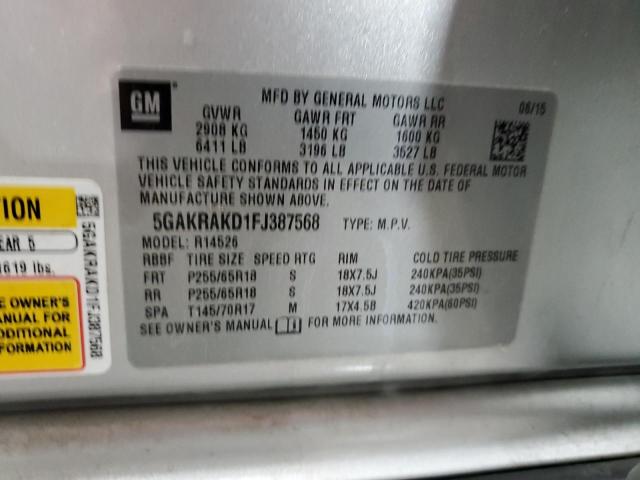 GM
MFD BY GENERAL MOTORS LLC 06/15
GVWR GAWR FRT GAWR RR
2908 KG 1450 KG 1600 KG
6411 LB 3196 LB 3527 LB
THIS VEHICLE CONFORMS TO ALL APPLICABLE U.S. FEDERAL MOTOR
VEHICLE SAFETY STANDARDS IN EFFECT ON THE DATE OF
MANUFACTURE SHOWN ABOVE.
5GAKRAKD1FJ387568 TYPE: M.P.V.
MODEL: R14526
RBBF TIRE SIZE SPEED RTG RIM COLD TIRE PRESSURE
FRT P255/65R18 S 18X7.5J 240KPA(35PSI)
RR P255/65R18 S 18X7.5J 240KPA(35PSI)
SPA T145/70R17 M 17X4.5B 420KPA(60PSI)
SEE OWNER'S MANUAL FOR MORE INFORMATION.
TION
EAR 5
619 lbs.
EE OWNER'S
ANUAL FOR
DDITIONAL
FORMATION
5GAKRAKD1FJ387568